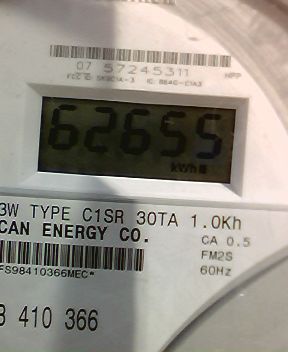 07 57245311
NPP
62655
kWh
3W TYPE C1SR 30TA 1.0Kh
CAN ENERGY CO.
CA 0.5
FM2S
60Hz
FS98410366MEC*
410 366